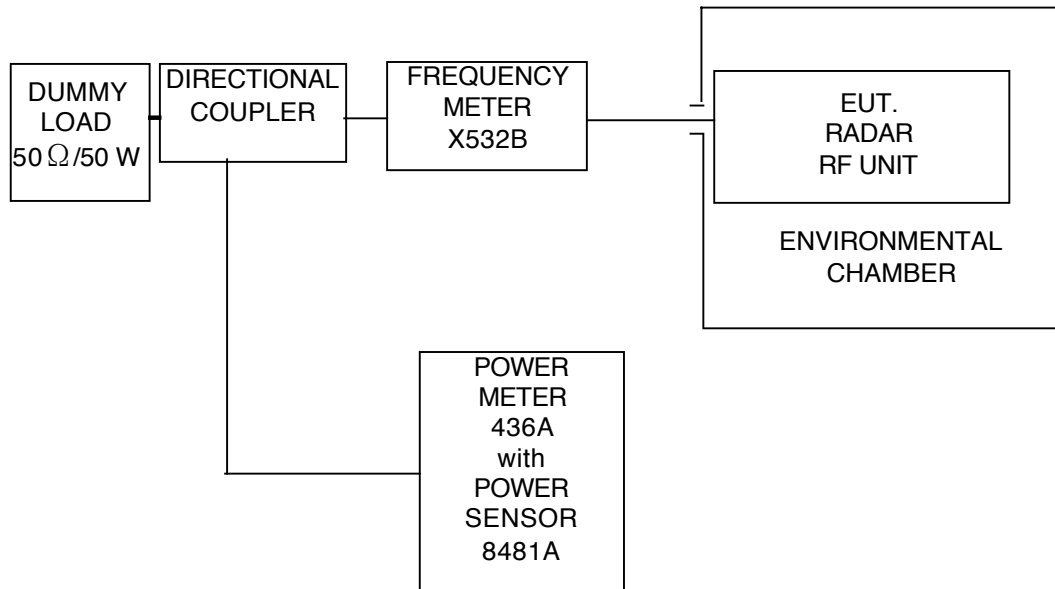 DUMMY
LOAD
50 Ω/50 W
DIRECTIONAL
COUPLER
FREQUENCY
METER
X532B
EUT.
RADAR
RF UNIT
ENVIRONMENTAL
CHAMBER
POWER
METER
436A
with
POWER
SENSOR
8481A